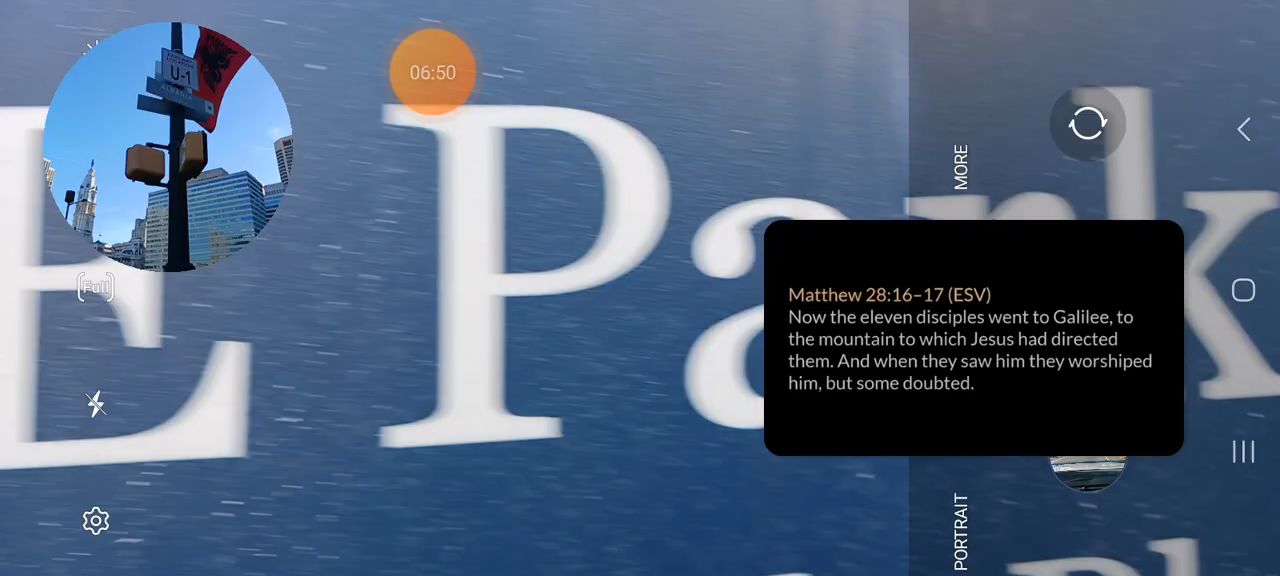 U-1
ALBANIA
06:50
E Park
MORE
[Full]
Matthew 28:16–17 (ESV)
Now the eleven disciples went to Galilee, to
the mountain to which Jesus had directed
them. And when they saw him they worshiped
him, but some doubted.
PORTRAIT